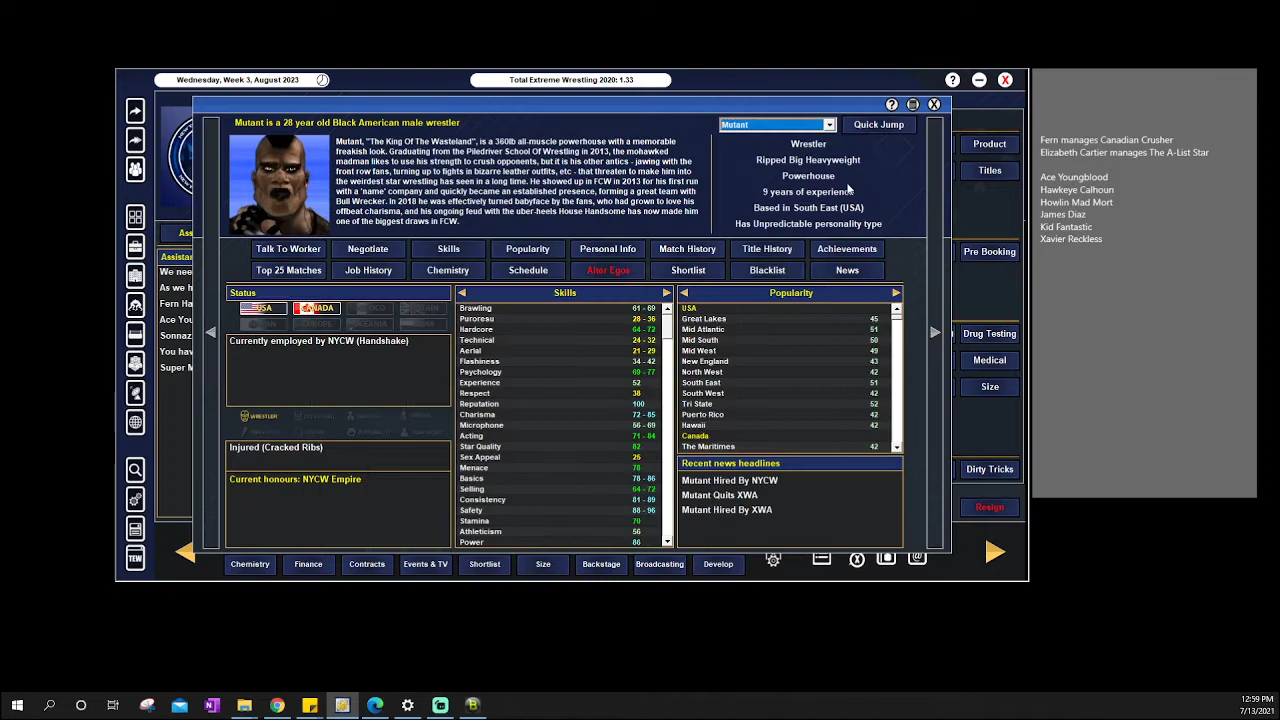 Wednesday, Week 3, August 2023
Total Extreme Wrestling 2020: 1.33
?
X
?
X
Mutant is a 28 year old Black American male wrestler
Mutant
Quick Jump
Mutant, "The King Of The Wasteland", is a 360lb all-muscle powerhouse with a memorable
freakish look. Graduating from the Piledriver School Of Wrestling in 2013, the mohawked
madman likes to use his strength to crush opponents, but it is his other antics - jawing with the
front row fans, turning up to fights in bizarre leather outfits, etc - that threaten to make him into
the weirdest star wrestling has seen in a long time. He showed up in FCW in 2013 for his first run
with a 'name' company and quickly became an established presence, forming a great team with
Bull Wrecker. In 2018 he was effectively turned babyface by the fans, who had grown to love his
offbeat charisma, and his ongoing feud with the uber-heels House Handsome has now made him
one of the biggest draws in FCW.
Wrestler
Ripped Big Heavyweight
Powerhouse
9 years of experience
Based in South East (USA)
Has Unpredictable personality type
Product
Titles
Pre Booking
Drug Testing
Medical
Size
Dirty Tricks
Resign
Fern manages Canadian Crusher
Elizabeth Cartier manages The A-List Star
Ace Youngblood
Hawkeye Calhoun
Howlin Mad Mort
James Diaz
Kid Fantastic
Xavier Reckless
Ass
Assistan
We nee
As we h
Fern Ha
Ace You
Sonnaz
You hav
Super M
Talk To Worker
Negotiate
Skills
Popularity
Personal Info
Match History
Title History
Achievements
Top 25 Matches
Job History
Chemistry
Schedule
Alter Egos
Shortlist
Blacklist
News
Status
USA
CANADA
EUROPE
OCEANIA
Currently employed by NYCW (Handshake)
WRESTLER
Injured (Cracked Ribs)
Current honours: NYCW Empire
Skills
Brawling 61 - 69
Puroresu 28 - 36
Hardcore 64 - 72
Technical 24 - 32
Aerial 21 - 29
Flashiness 34 - 42
Psychology 69 - 77
Experience 52
Respect 38
Reputation 100
Charisma 72 - 85
Microphone 56 - 69
Acting 71 - 84
Star Quality 82
Sex Appeal 25
Menace 78
Basics 78 - 86
Selling 64 - 72
Consistency 81 - 89
Safety 88 - 96
Stamina 70
Athleticism 56
Power 86
Popularity
USA
Great Lakes 45
Mid Atlantic 51
Mid South 50
Mid West 49
New England 43
North West 42
South East 51
South West 42
Tri State 52
Puerto Rico 42
Hawaii 42
Canada
The Maritimes 42
Recent news headlines
Mutant Hired By NYCW
Mutant Quits XWA
Mutant Hired By XWA
TEW
Chemistry
Finance
Contracts
Events & TV
Shortlist
Size
Backstage
Broadcasting
Develop
12:59 PM
7/13/2021